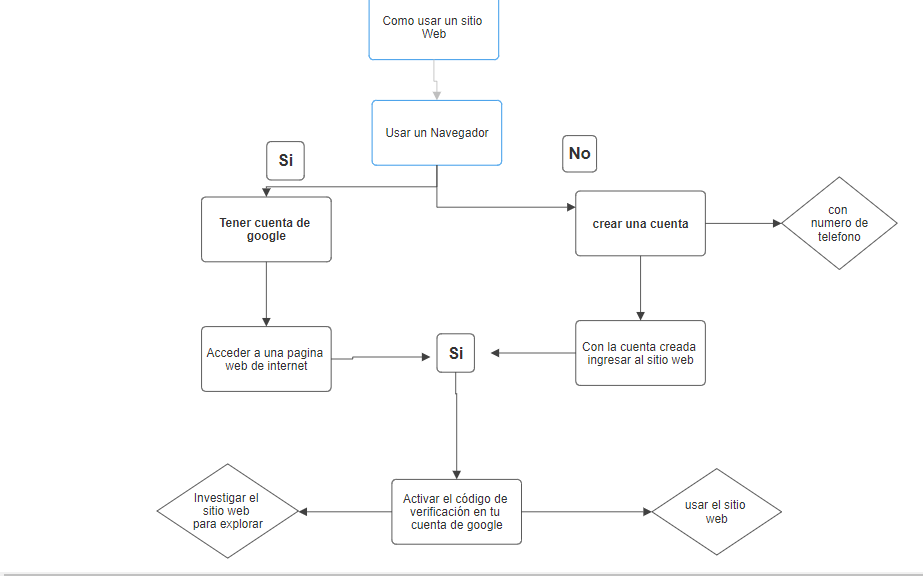 Como usar un sitio
Web
Usar un Navegador
Si
No
Tener cuenta de
google
crear una cuenta
con
numero de
telefono
Acceder a una pagina
web de internet
Si
Con la cuenta creada
ingresar al sitio web
Investigar el
sitio web
para explorar
Activar el código de
verificación en tu
cuenta de google
usar el sitio
web